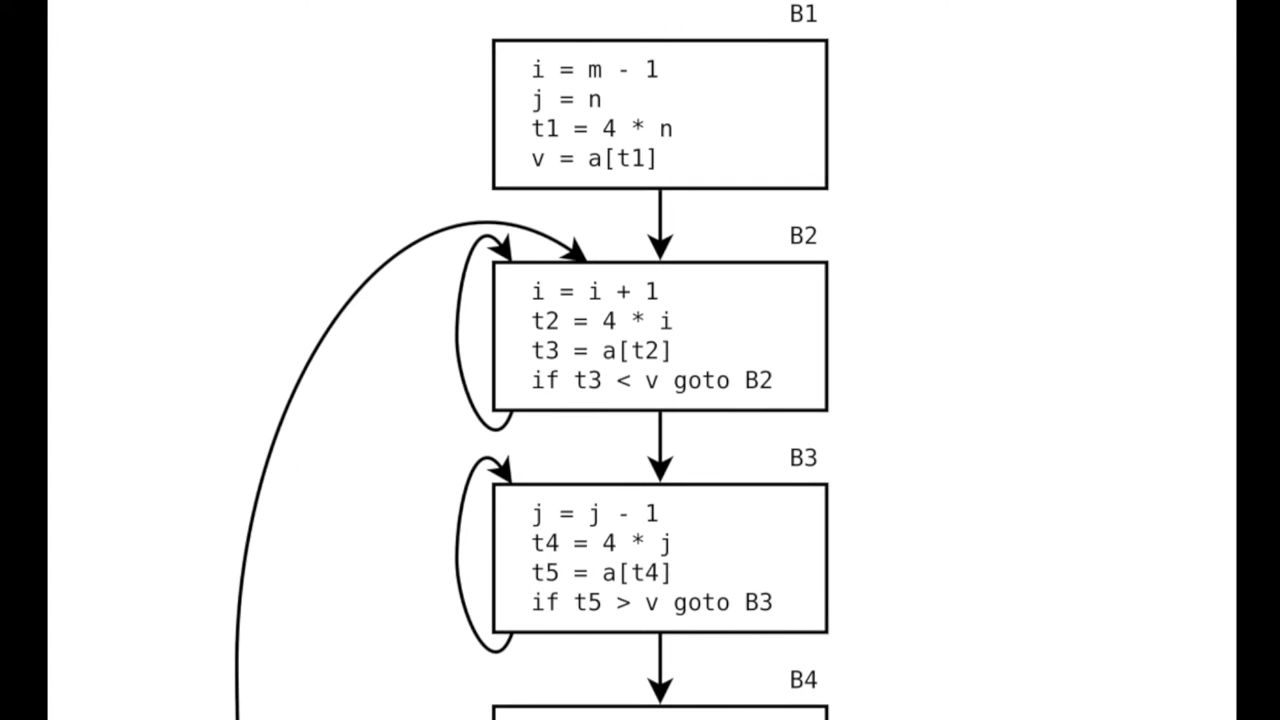 B1
i = m - 1
j = n
t1 = 4 * n
v = a[t1]
B2
i = i + 1
t2 = 4 * i
t3 = a[t2]
if t3 < v goto B2
B3
j = j - 1
t4 = 4 * j
t5 = a[t4]
if t5 > v goto B3
B4